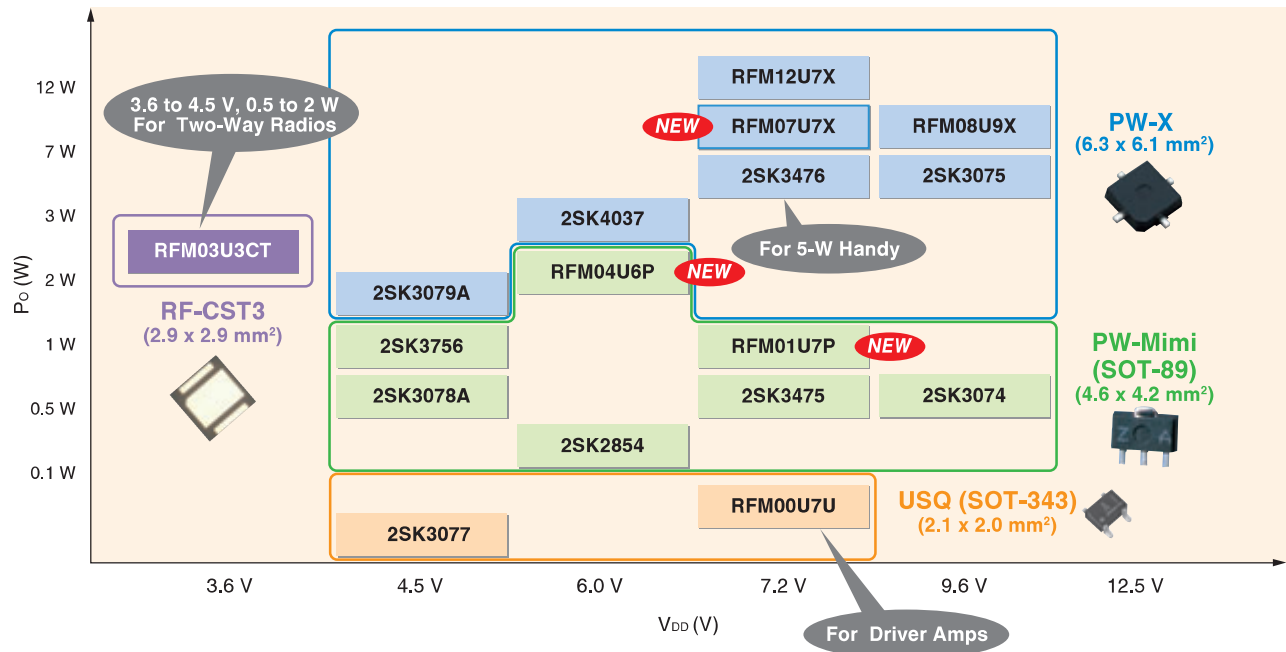 12 W
7 W
3 W
2 W
1 W
0.5 W
0.1 W
Po (W)
3.6 to 4.5 V, 0.5 to 2 W
For Two-Way Radios
RFM03U3CT
RF-CST3
(2.9 x 2.9 mm²)
RFM12U7X
NEW
RFM07U7X
RFM08U9X
2SK3476
2SK3075
2SK4037
For 5-W Handy
RFM04U6P
NEW
2SK3079A
PW-X
(6.3 x 6.1 mm²)
2SK3756
RFM01U7P
NEW
2SK3078A
2SK3475
2SK3074
2SK2854
PW-Mimi
(SOT-89)
(4.6 x 4.2 mm²)
Z A
RFM00U7U
2SK3077
USQ (SOT-343)
(2.1 x 2.0 mm²)
3.6 V 4.5 V 6.0 V 7.2 V 9.6 V 12.5 V
VDD (V)
For Driver Amps